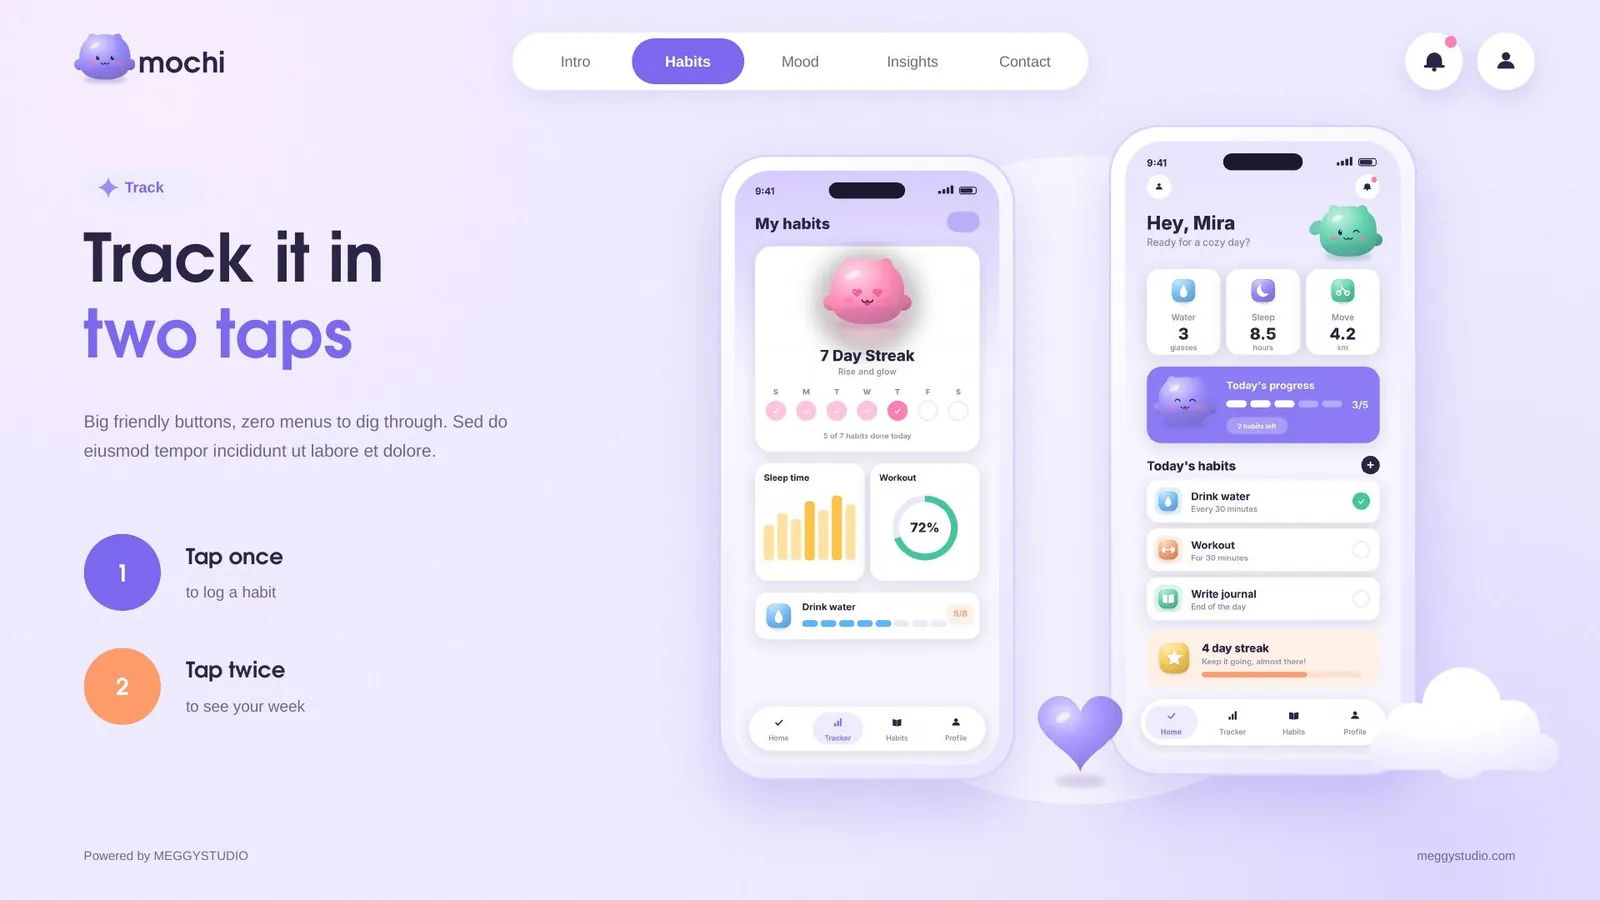 mochi
Intro
Habits
Mood
Insights
Contact
Track
Track it in
two taps
Big friendly buttons, zero menus to dig through. Sed do
eiusmod tempor incididunt ut labore et dolore.
1
Tap once
to log a habit
2
Tap twice
to see your week
9:41
My habits
7 Day Streak
Rise and glow
S M T W T F S
5 of 7 habits done today
Sleep time
Workout
72%
Drink water
5/8
Home
Tracker
Habits
Profile
9:41
Hey, Mira
Ready for a cozy day?
Water
3
glasses
Sleep
8.5
hours
Move
4.2
km
Today's progress
3/5
2 habits left
Today's habits
Drink water
Every 30 minutes
Workout
For 30 minutes
Write journal
End of the day
4 day streak
Keep it going, almost there!
Home
Tracker
Habits
Profile
Powered by MEGGYSTUDIO
meggystudio.com